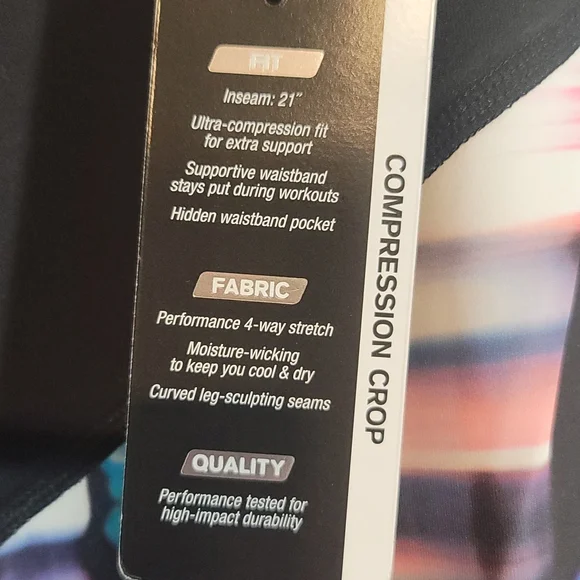 FIT
Inseam: 21"
Ultra-compression fit
for extra support
Supportive waistband
stays put during workouts
Hidden waistband pocket
FABRIC
Performance 4-way stretch
Moisture-wicking
to keep you cool & dry
Curved leg-sculpting seams
QUALITY
Performance tested for
high-impact durability
COMPRESSION CROP